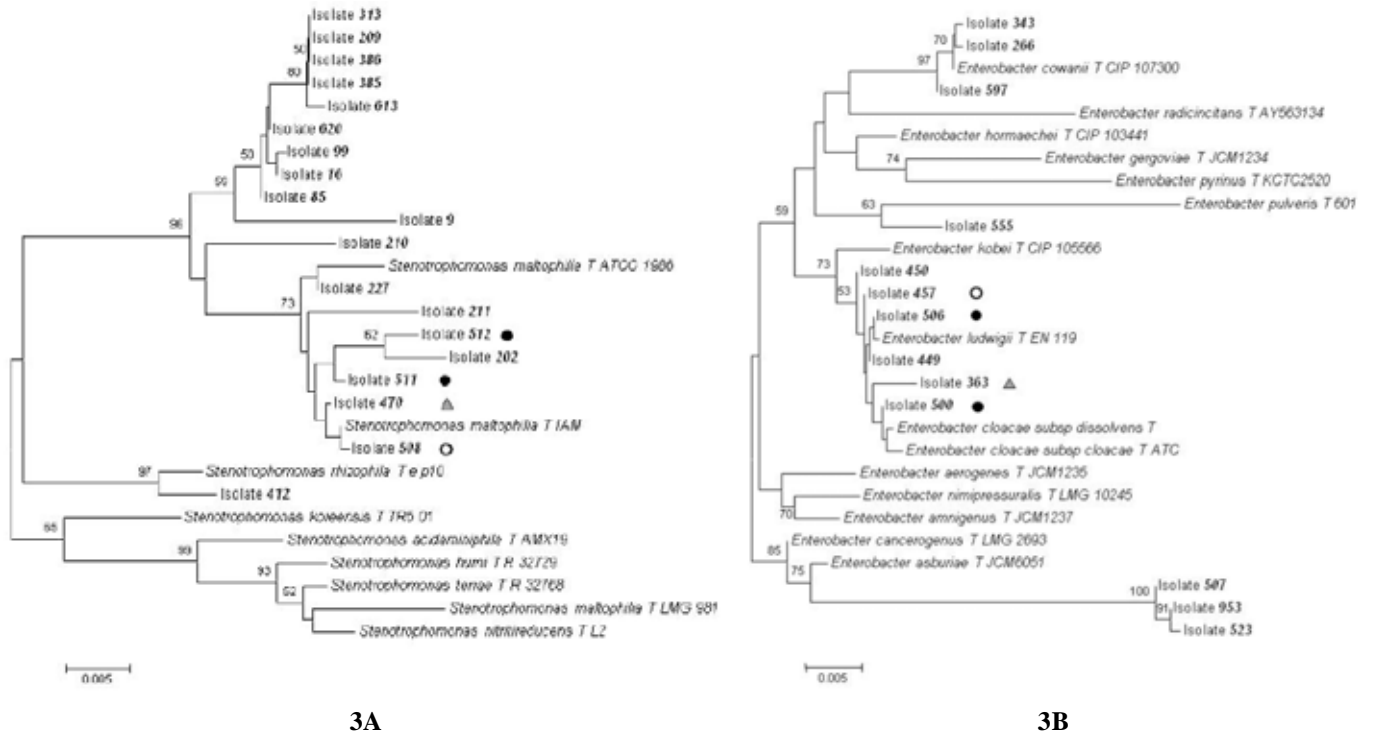 Isolate 313
Isolate 209
50
Isolate 386
80
Isolate 385
Isolate 613
Isolate 620
Isolate 99
53
Isolate 16
99
Isolate 85
Isolate 9
96
Isolate 210
Stenotrophomonas maltophilia T ATCC 1986
Isolate 227
73
Isolate 211
62
Isolate 512
Isolate 202
Isolate 511
Isolate 470
Stenotrophomonas maltophilia T IAM
Isolate 508
97
Stenotrophomonas rhizophila T e p10
Isolate 412
Stenotrophomonas koreensis T TR6 01
Stenotrophomonas acidaminiphila T AMX19
99
93
Stenotrophomonas humi T R 32729
Stenotrophomonas terrae T R 32768
Stenotrophomonas maltophilia T LMG 981
Stenotrophomonas nitritireducens T L2
0.005
3A
Isolate 343
70
Isolate 266
97
Enterobacter cowanii T CIP 107300
Isolate 597
Enterobacter radicincitans T AY563134
Enterobacter hormaechei T CIP 103441
74
Enterobacter gergoviae T JCM1234
Enterobacter pyrinus T KCTC2520
63
Enterobacter pulveris T 601
59
Isolate 555
Enterobacter kobei T CIP 105566
73
Isolate 450
53
Isolate 457
Isolate 506
Enterobacter ludwigii T EN 119
Isolate 449
Isolate 363
Isolate 500
Enterobacter cloacae subsp dissolvens T
Enterobacter cloacae subsp cloacae T ATC
Enterobacter aerogenes T JCM1235
Enterobacter nimipressuralis T LMG 10245
70
Enterobacter amnigenus T JCM1237
Enterobacter cancerogenus T LMG 2693
85
Enterobacter asburiae T JCM6051
75
100
Isolate 507
91
Isolate 953
Isolate 523
0.005
3B